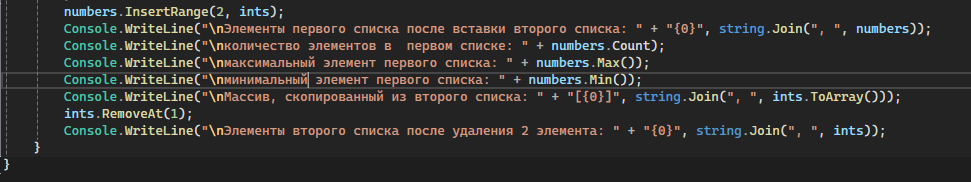 numbers.InsertRange(2, ints);
Console.WriteLine("\nЭлементы первого списка после вставки второго списка: " + "{0}", string.Join(", ", numbers));
Console.WriteLine("\nколичество элементов в  первом списке: " + numbers.Count);
Console.WriteLine("\nмаксимальный элемент первого списка: " + numbers.Max());
Console.WriteLine("\nминимальный элемент первого списка: " + numbers.Min());
Console.WriteLine("\nМассив, скопированный из второго списка: " + "[{0}]", string.Join(", ", ints.ToArray()));
ints.RemoveAt(1);
Console.WriteLine("\nЭлементы второго списка после удаления 2 элемента: " + "{0}", string.Join(", ", ints));
}
}